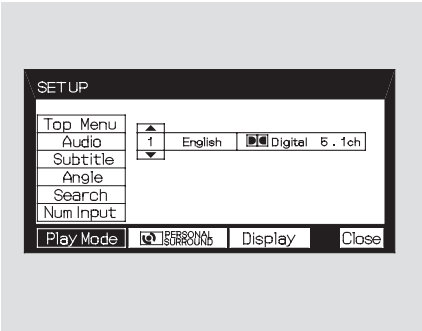 SETUP
Top Menu
Audio
1 English Digital 5.1ch
Subtitle
Angle
Search
Num Input
Play Mode PERSONAL SURROUND Display Close